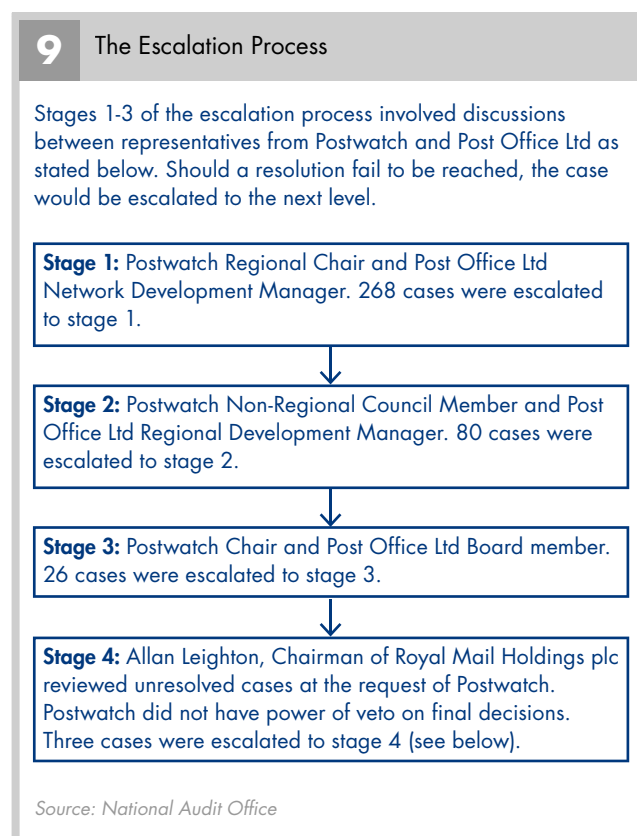 9
The Escalation Process
Stages 1-3 of the escalation process involved discussions
between representatives from Postwatch and Post Office Ltd as
stated below. Should a resolution fail to be reached, the case
would be escalated to the next level.
Stage 1: Postwatch Regional Chair and Post Office Ltd
Network Development Manager. 268 cases were escalated
to stage 1.
Stage 2: Postwatch Non-Regional Council Member and Post
Office Ltd Regional Development Manager. 80 cases were
escalated to stage 2.
Stage 3: Postwatch Chair and Post Office Ltd Board member.
26 cases were escalated to stage 3.
Stage 4: Allan Leighton, Chairman of Royal Mail Holdings plc
reviewed unresolved cases at the request of Postwatch.
Postwatch did not have power of veto on final decisions.
Three cases were escalated to stage 4 (see below).
Source: National Audit Office